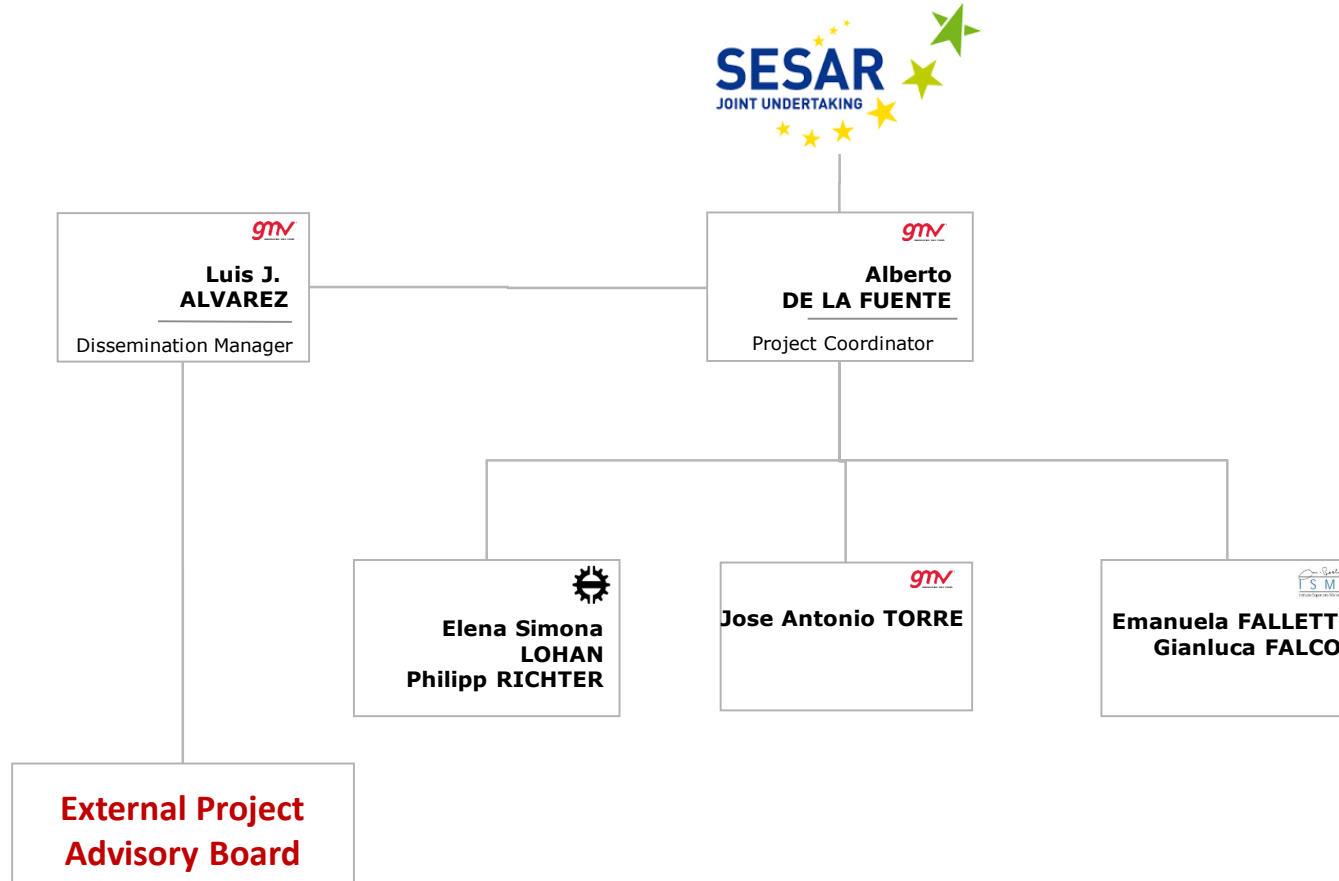 SESAR
JOINT UNDERTAKING
gmv
Luis J.
ALVAREZ
Dissemination Manager
gmv
Alberto
DE LA FUENTE
Project Coordinator
Elena Simona
LOHAN
Philipp RICHTER
gmv
Jose Antonio TORRE
I S M
Emanuela FALLETT
Gianluca FALCO
External Project
Advisory Board